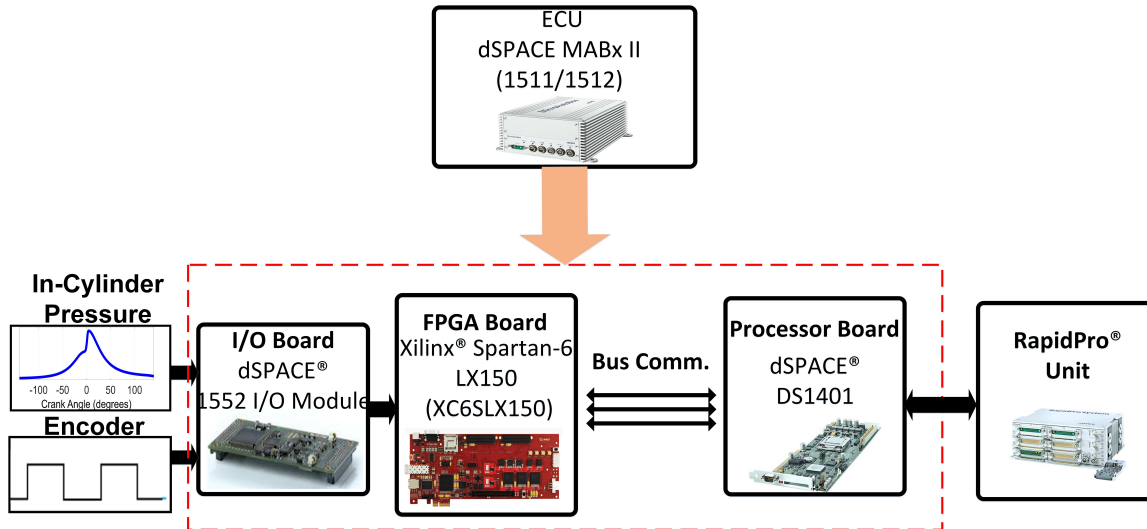 ECU
dSPACE MABx II
(1511/1512)
In-Cylinder
Pressure
-100
-50
0
50
100
Crank Angle (degrees)
Encoder
I/O Board
dSPACE®
1552 I/O Module
FPGA Board
Xilinx® Spartan-6
LX150
(XC6SLX150)
Bus Comm.
Processor Board
dSPACE®
DS1401
RapidPro®
Unit